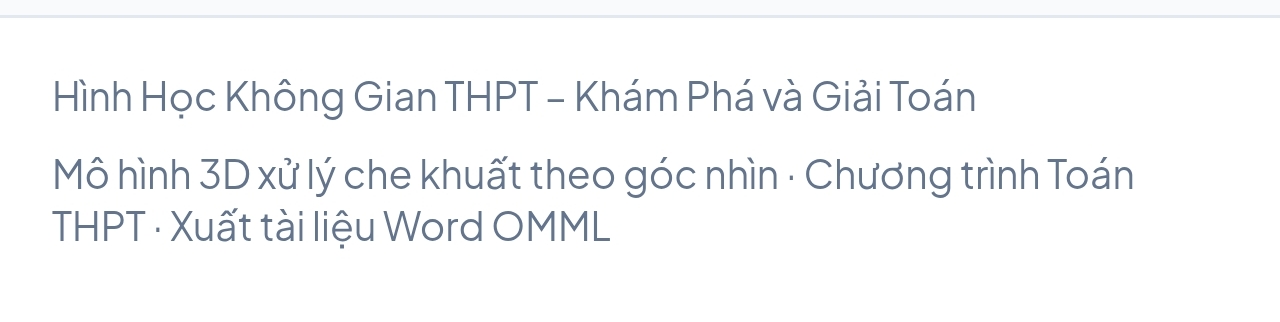 Hình Học Không Gian THPT – Khám Phá và Giải Toán
Mô hình 3D xử lý che khuất theo góc nhìn · Chương trình Toán
THPT · Xuất tài liệu Word OMML